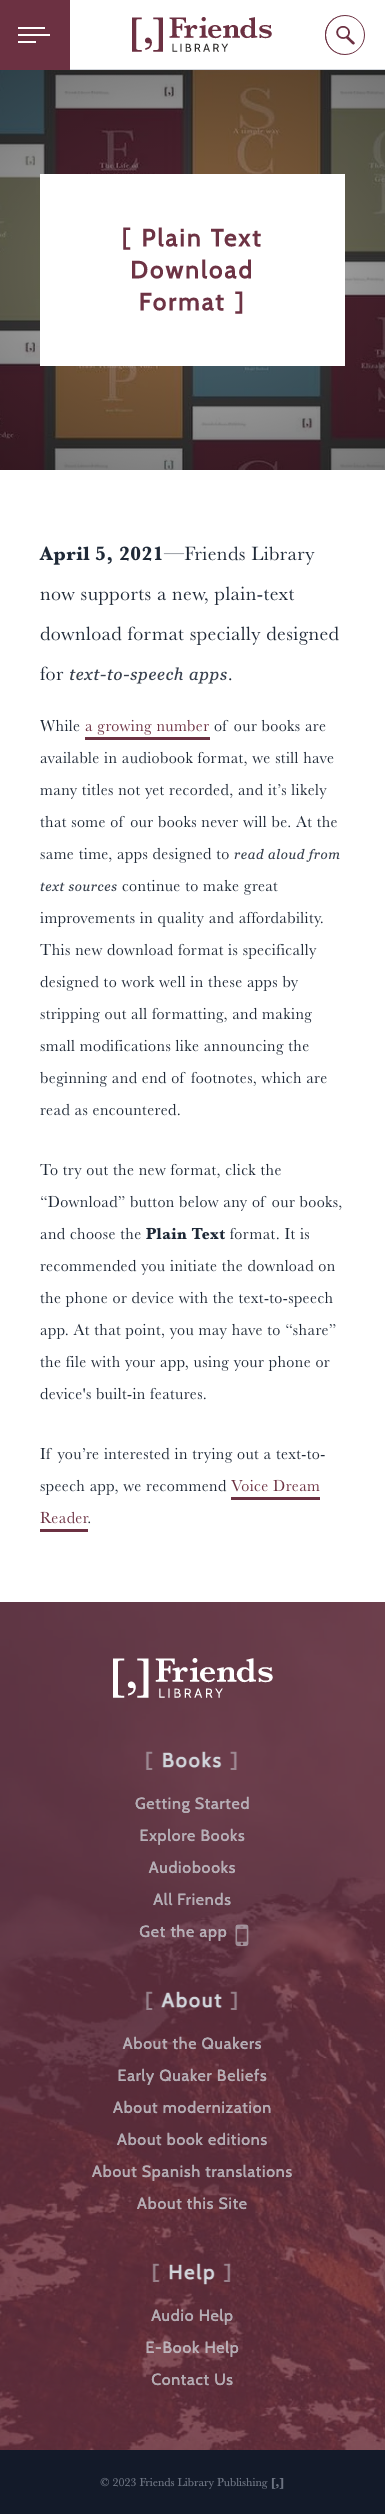 [,] Friends
LIBRARY
[ Plain Text
Download
Format ]
April 5, 2021—Friends Library
now supports a new, plain-text
download format specially designed
for text-to-speech apps.
While a growing number of our books are
available in audiobook format, we still have
many titles not yet recorded, and it’s likely
that some of our books never will be. At the
same time, apps designed to read aloud from
text sources continue to make great
improvements in quality and affordability.
This new download format is specifically
designed to work well in these apps by
stripping out all formatting, and making
small modifications like announcing the
beginning and end of footnotes, which are
read as encountered.
To try out the new format, click the
“Download” button below any of our books,
and choose the Plain Text format. It is
recommended you initiate the download on
the phone or device with the text-to-speech
app. At that point, you may have to “share”
the file with your app, using your phone or
device's built-in features.
If you’re interested in trying out a text-to-
speech app, we recommend Voice Dream
Reader.
[,] Friends
LIBRARY
[ Books ]
Getting Started
Explore Books
Audiobooks
All Friends
Get the app
[ About ]
About the Quakers
Early Quaker Beliefs
About modernization
About book editions
About Spanish translations
About this Site
[ Help ]
Audio Help
E-Book Help
Contact Us
© 2023 Friends Library Publishing [,]